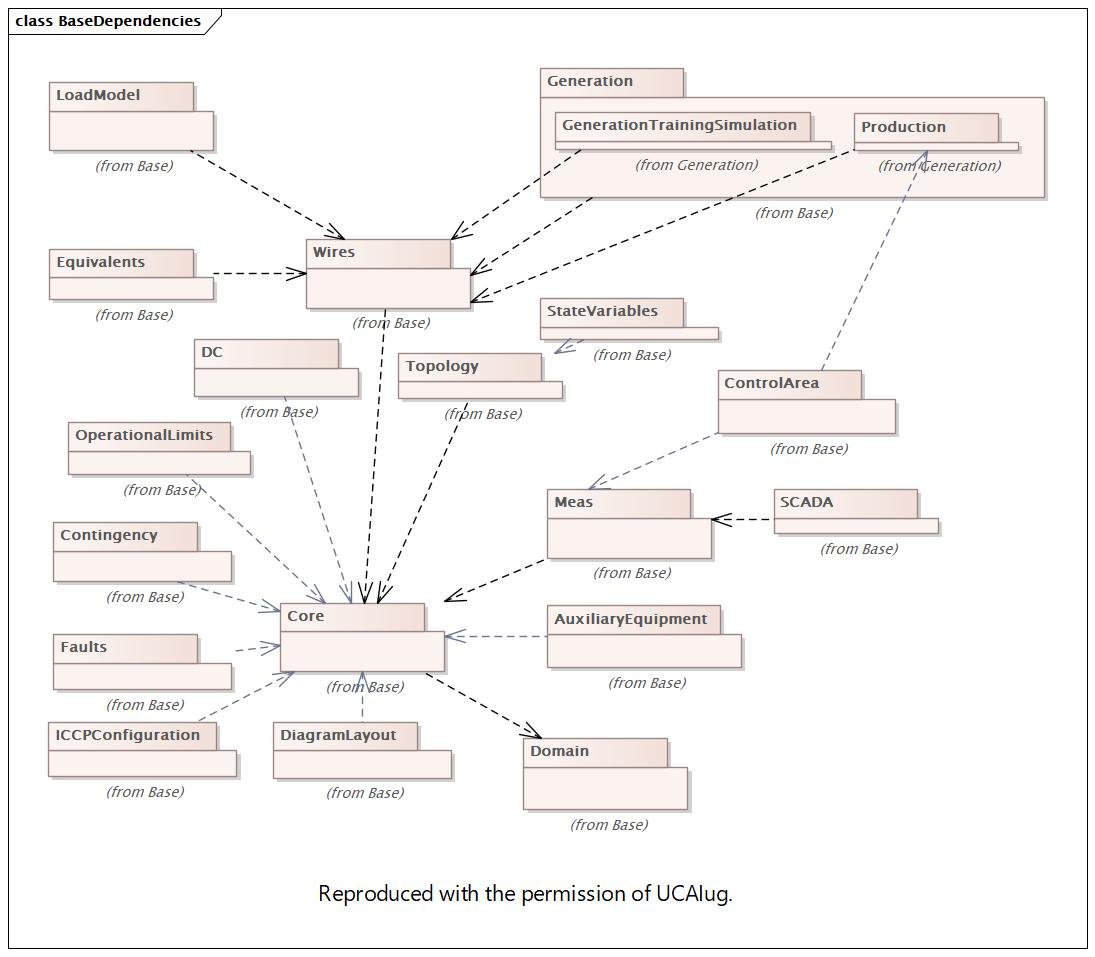 class BaseDependencies
LoadModel
(from Base)
Generation
GenerationTrainingSimulation
(from Generation)
Production
(from Generation)
(from Base)
Equivalents
(from Base)
Wires
(from Base)
StateVariables
(from Base)
DC
(from Base)
Topology
(from Base)
ControlArea
(from Base)
OperationalLimits
(from Base)
Meas
(from Base)
SCADA
(from Base)
Contingency
(from Base)
Core
(from Base)
AuxiliaryEquipment
(from Base)
Faults
(from Base)
ICCPConfiguration
(from Base)
DiagramLayout
(from Base)
Domain
(from Base)
Reproduced with the permission of UCAIug.